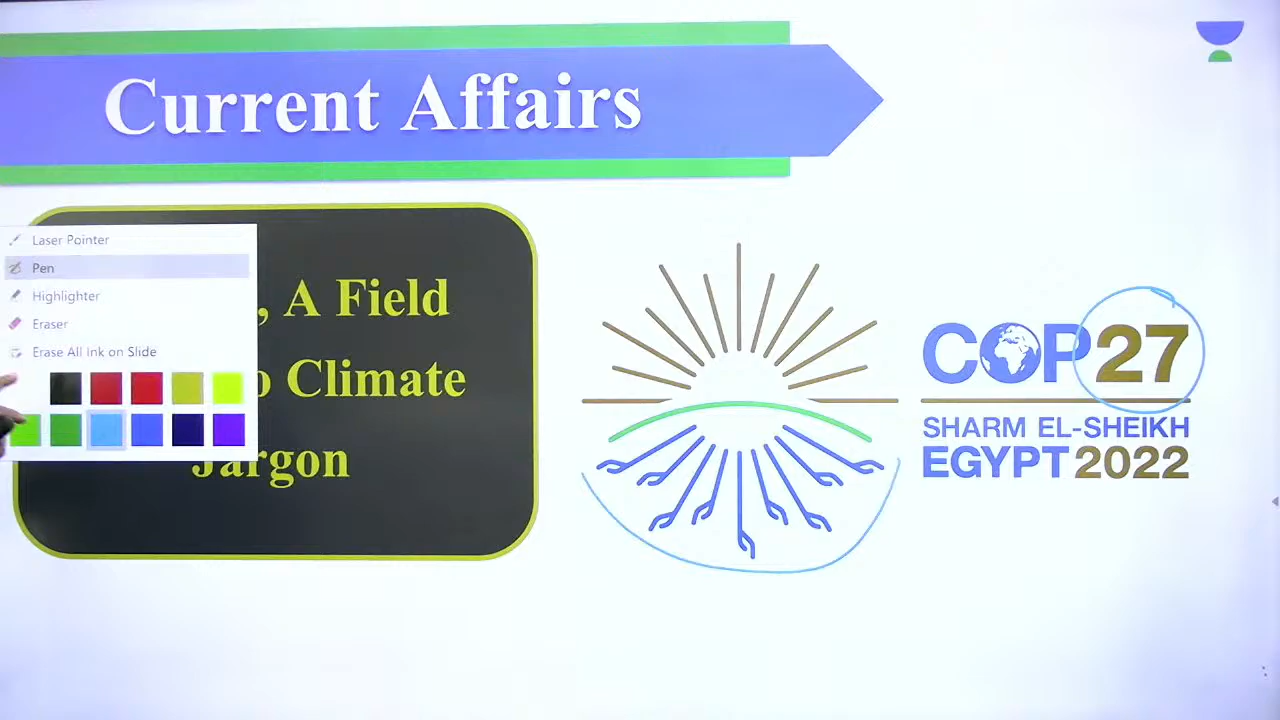 Current Affairs
Laser Pointer
Pen
Highlighter
Eraser
Erase All Ink on Slide
, A Field
o Climate
Jargon
COP27
SHARM EL-SHEIKH
EGYPT 2022